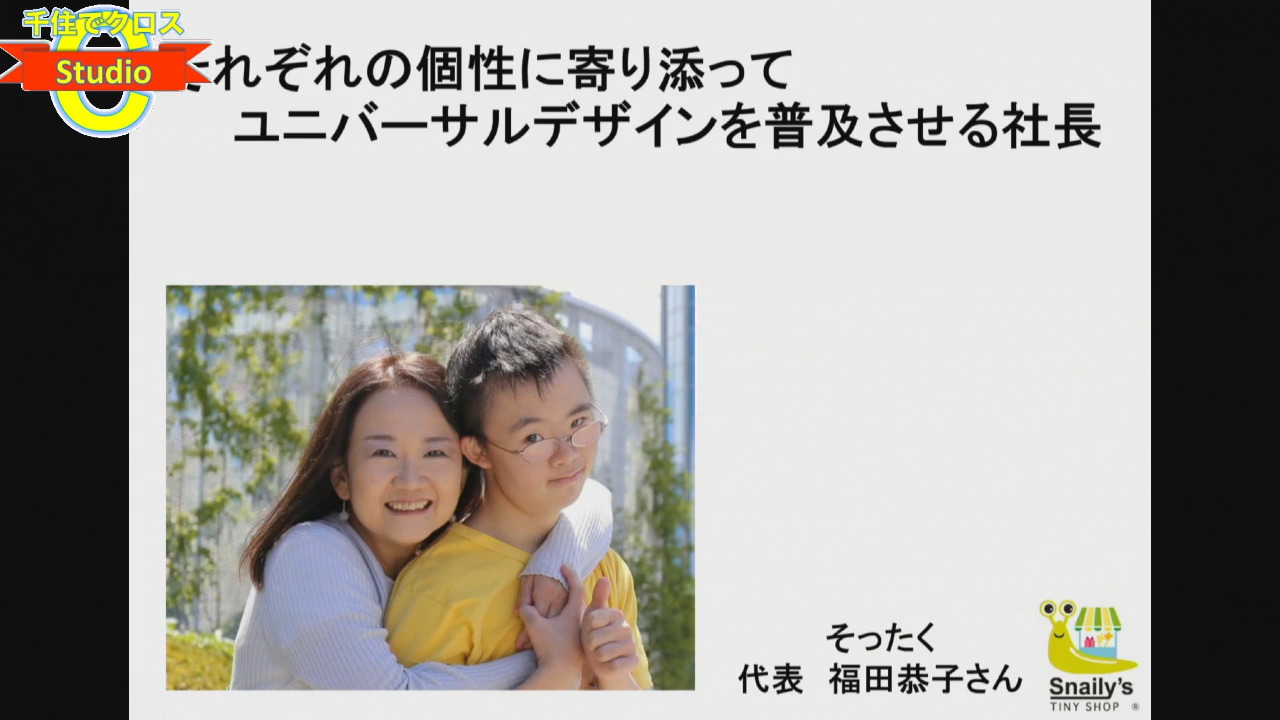 千住でクロス
Studio
それぞれの個性に寄り添って
ユニバーサルデザインを普及させる社長
そったく
代表 福田恭子さん
Snaily's
TINY SHOP ®